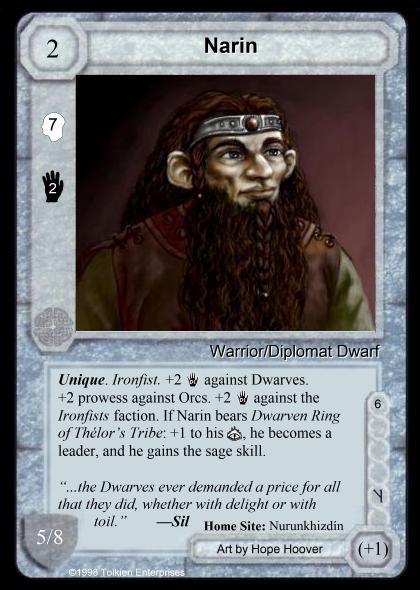 2
Narin
7
2
Warrior/Diplomat Dwarf
Unique. Ironfist. +2 against Dwarves.
+2 prowess against Orcs. +2 against the
Ironfists faction. If Narin bears Dwarven Ring
of Thélor’s Tribe: +1 to his , he becomes a
leader, and he gains the sage skill.
6
“...the Dwarves ever demanded a price for all
that they did, whether with delight or with
toil.” —Sil
Home Site: Nurunkhizdín
5/8
Art by Hope Hoover
(+1)
©1998 Tolkien Enterprises